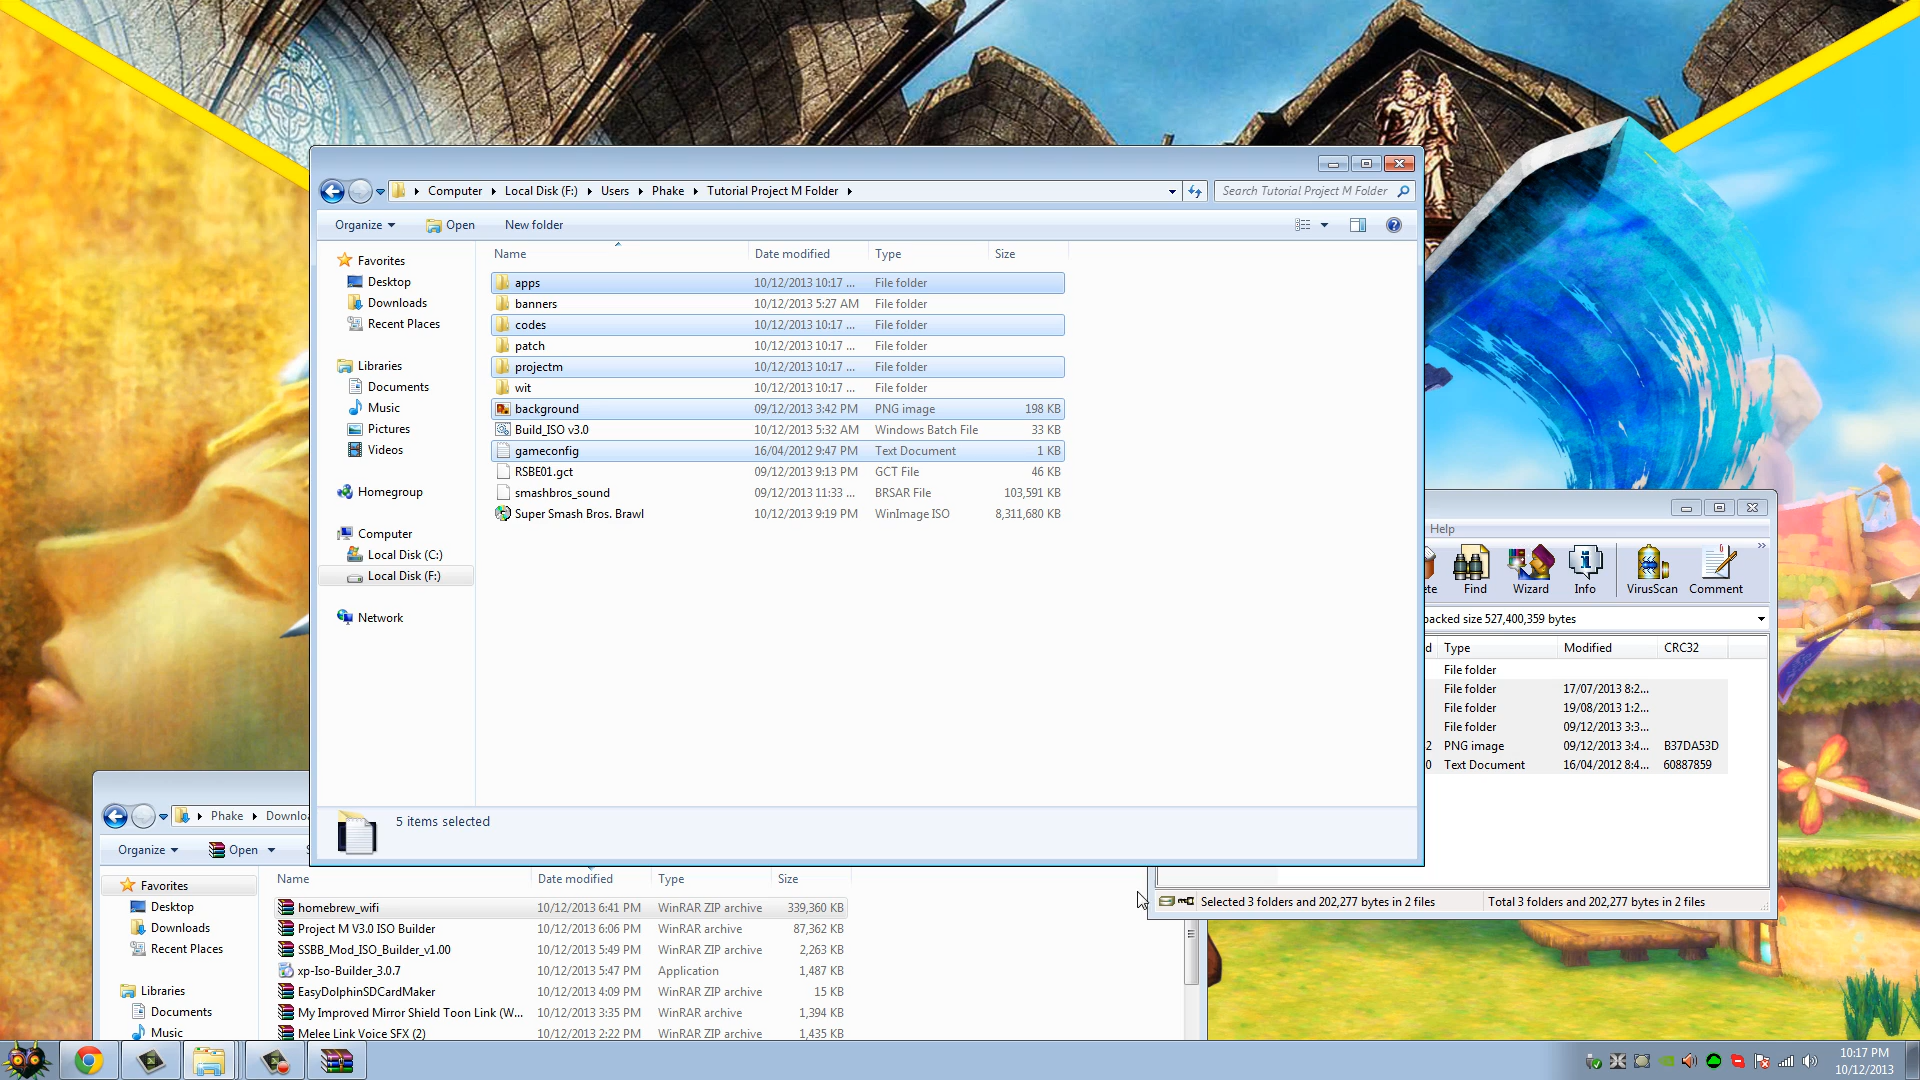 Computer Local Disk (F:) Users Phake Tutorial Project M Folder
Search Tutorial Project M Folder
Organize Open New folder
Favorites
Desktop
Downloads
Recent Places
Libraries
Documents
Music
Pictures
Videos
Homegroup
Computer
Local Disk (C:)
Local Disk (F:)
Network
Name Date modified Type Size
apps 10/12/2013 10:17 ... File folder
banners 10/12/2013 5:27 AM File folder
codes 10/12/2013 10:17 ... File folder
patch 10/12/2013 10:17 ... File folder
projectm 10/12/2013 10:17 ... File folder
wit 10/12/2013 10:17 ... File folder
background 09/12/2013 3:42 PM PNG image 198 KB
Build_ISO v3.0 10/12/2013 5:32 AM Windows Batch File 33 KB
gameconfig 16/04/2012 9:47 PM Text Document 1 KB
RSBE01.gct 09/12/2013 9:13 PM GCT File 46 KB
smashbros_sound 09/12/2013 11:33 ... BRSAR File 103,591 KB
Super Smash Bros. Brawl 10/12/2013 9:19 PM WinImage ISO 8,311,680 KB
5 items selected
Help
Find Wizard Info VirusScan Comment
packed size 527,400,359 bytes
Type Modified CRC32
File folder
File folder 17/07/2013 8:2...
File folder 19/08/2013 1:2...
File folder 09/12/2013 3:3...
2 PNG image 09/12/2013 3:4... B37DA53D
0 Text Document 16/04/2012 8:4... 60887859
Selected 3 folders and 202,277 bytes in 2 files Total 3 folders and 202,277 bytes in 2 files
Phake
Organize Open
Favorites
Desktop
Downloads
Recent Places
Libraries
Documents
Music
Name Date modified Type Size
homebrew_wifi 10/12/2013 6:41 PM WinRAR ZIP archive 339,360 KB
Project M V3.0 ISO Builder 10/12/2013 6:06 PM WinRAR archive 87,362 KB
SSBB_Mod_ISO_Builder_v1.00 10/12/2013 5:49 PM WinRAR ZIP archive 2,263 KB
xp-Iso-Builder_3.0.7 10/12/2013 5:47 PM Application 1,487 KB
EasyDolphinSDCardMaker 10/12/2013 4:09 PM WinRAR ZIP archive 15 KB
My Improved Mirror Shield Toon Link (W... 10/12/2013 3:35 PM WinRAR archive 1,394 KB
Melee Link Voice SFX (2) 10/12/2013 2:22 PM WinRAR ZIP archive 1,435 KB
10:17 PM
10/12/2013